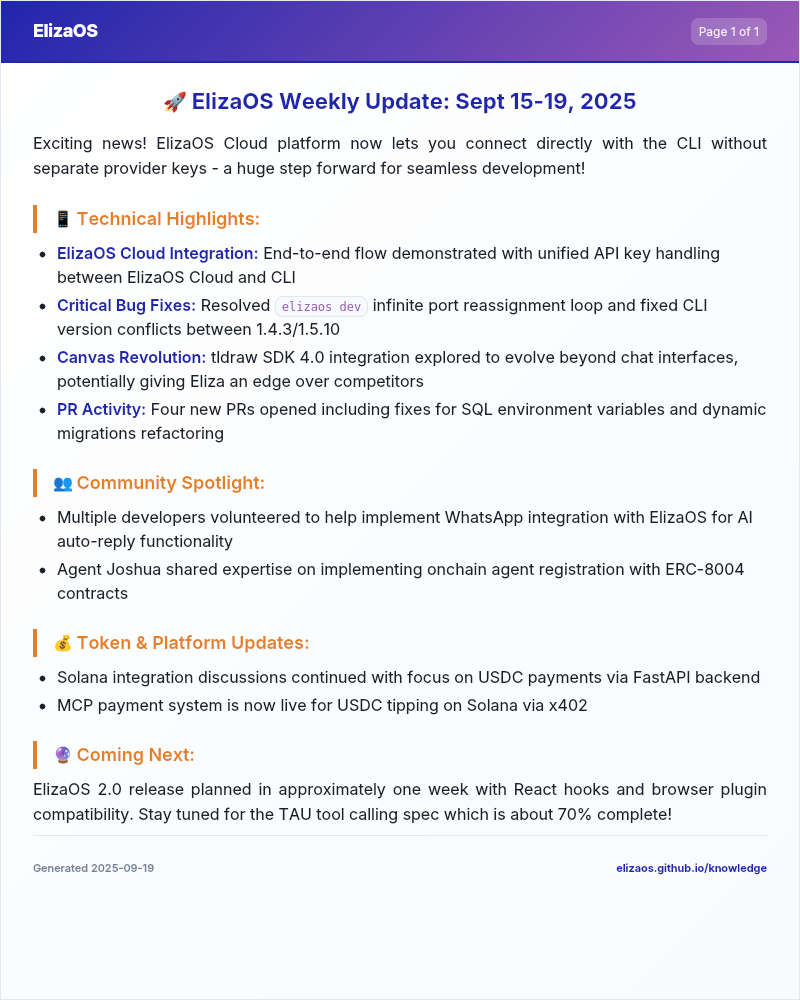 ElizaOS
Page 1 of 1
🚀 ElizaOS Weekly Update: Sept 15-19, 2025
Exciting news! ElizaOS Cloud platform now lets you connect directly with the CLI without
separate provider keys - a huge step forward for seamless development!
📱 Technical Highlights:
• ElizaOS Cloud Integration: End-to-end flow demonstrated with unified API key handling
between ElizaOS Cloud and CLI
• Critical Bug Fixes: Resolved elizaos dev infinite port reassignment loop and fixed CLI
version conflicts between 1.4.3/1.5.10
• Canvas Revolution: tldraw SDK 4.0 integration explored to evolve beyond chat interfaces,
potentially giving Eliza an edge over competitors
• PR Activity: Four new PRs opened including fixes for SQL environment variables and dynamic
migrations refactoring
👥 Community Spotlight:
• Multiple developers volunteered to help implement WhatsApp integration with ElizaOS for AI
auto-reply functionality
• Agent Joshua shared expertise on implementing onchain agent registration with ERC-8004
contracts
💰 Token & Platform Updates:
• Solana integration discussions continued with focus on USDC payments via FastAPI backend
• MCP payment system is now live for USDC tipping on Solana via x402
🔮 Coming Next:
ElizaOS 2.0 release planned in approximately one week with React hooks and browser plugin
compatibility. Stay tuned for the TAU tool calling spec which is about 70% complete!
Generated 2025-09-19
elizaos.github.io/knowledge